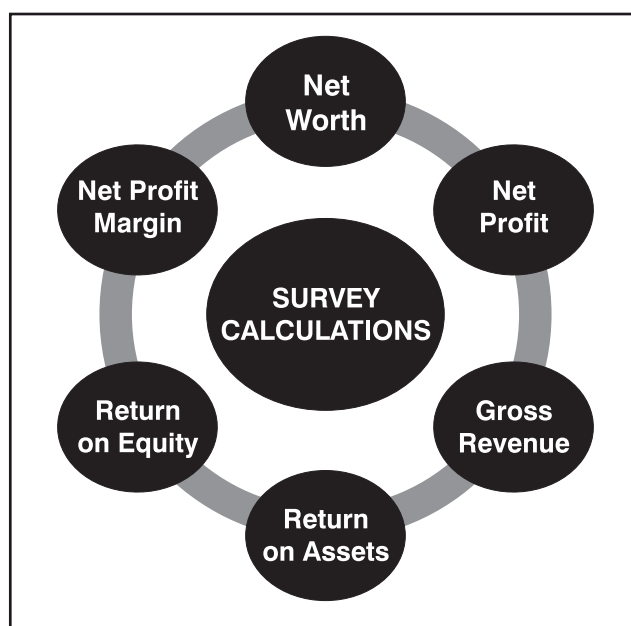 Net
Worth
Net
Profit
Gross
Revenue
Return
on Assets
Return
on Equity
Net Profit
Margin
SURVEY
CALCULATIONS